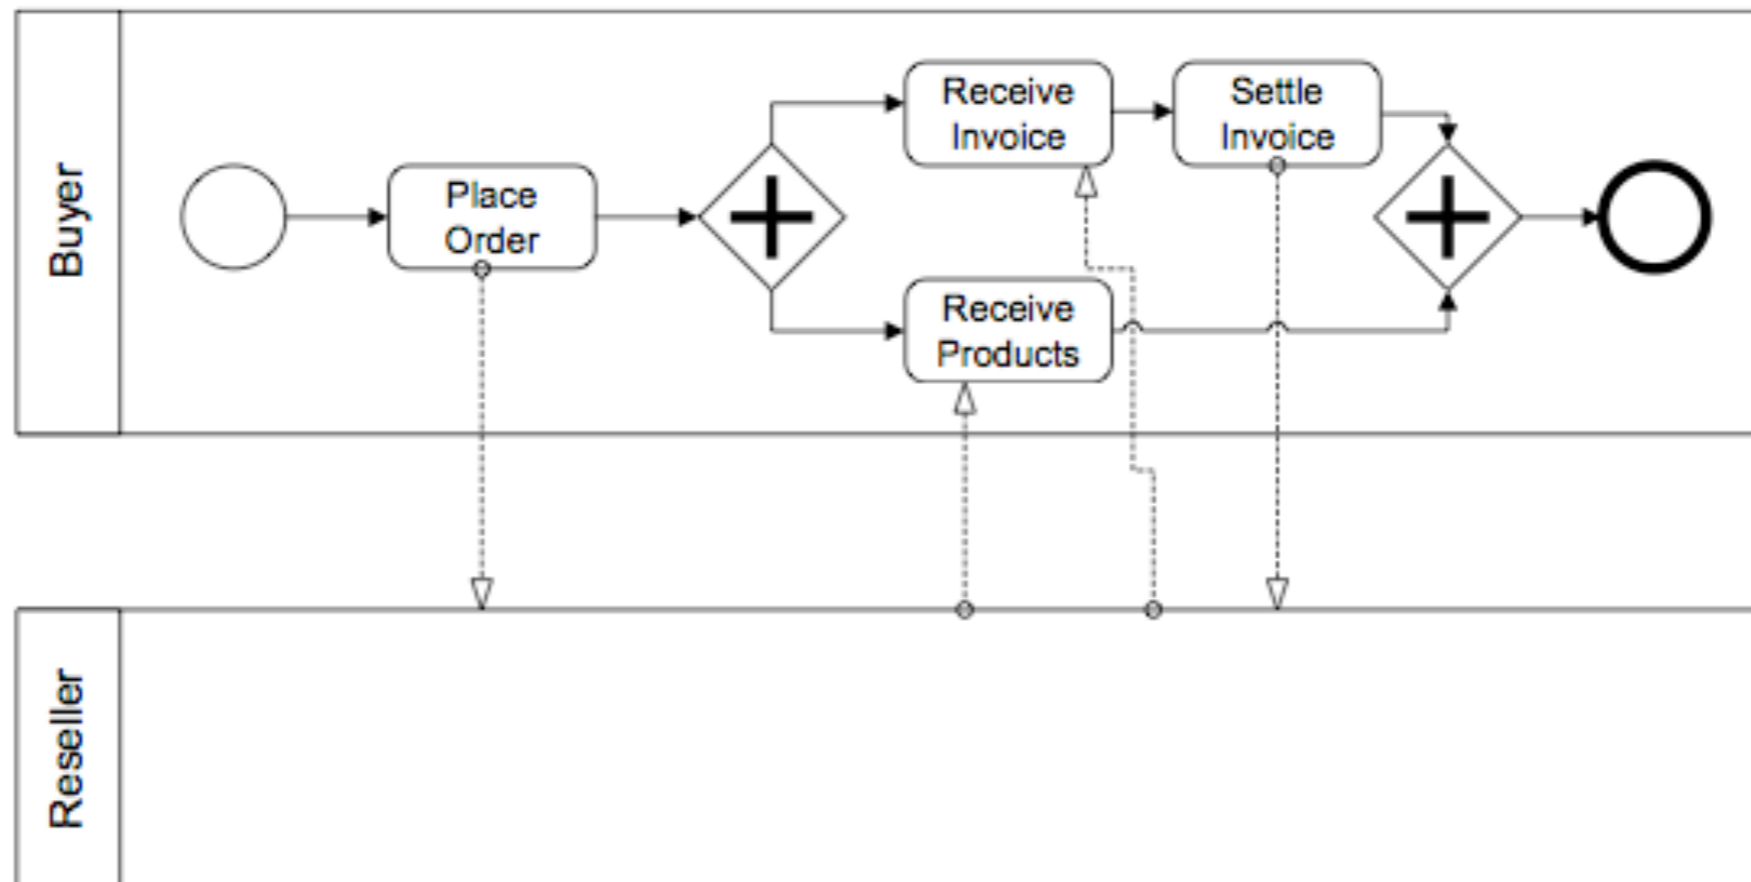 Buyer
Place
Order
Receive
Invoice
Settle
Invoice
Receive
Products
Reseller